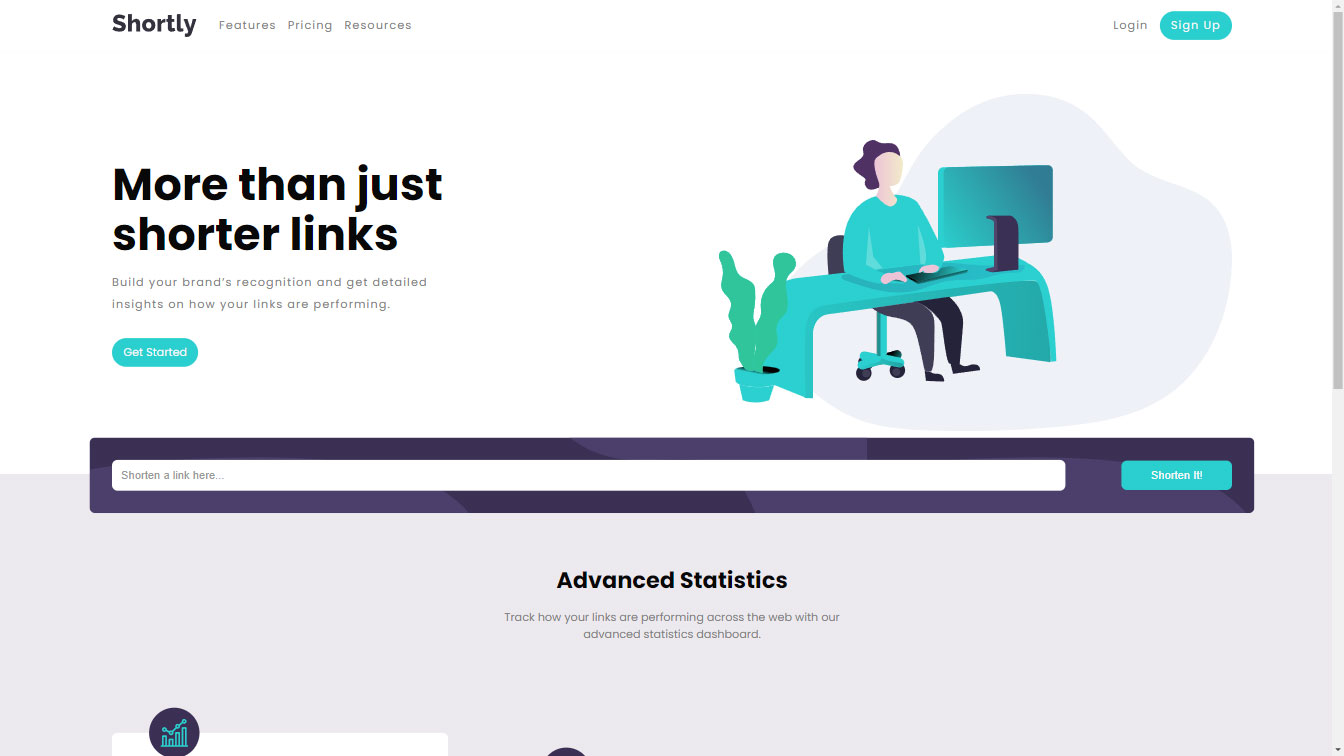 Shortly
Features
Pricing
Resources
Login
Sign Up
More than just
shorter links
Build your brand's recognition and get detailed
insights on how your links are performing.
Get Started
Shorten a link here...
Shorten It!
Advanced Statistics
Track how your links are performing across the web with our
advanced statistics dashboard.